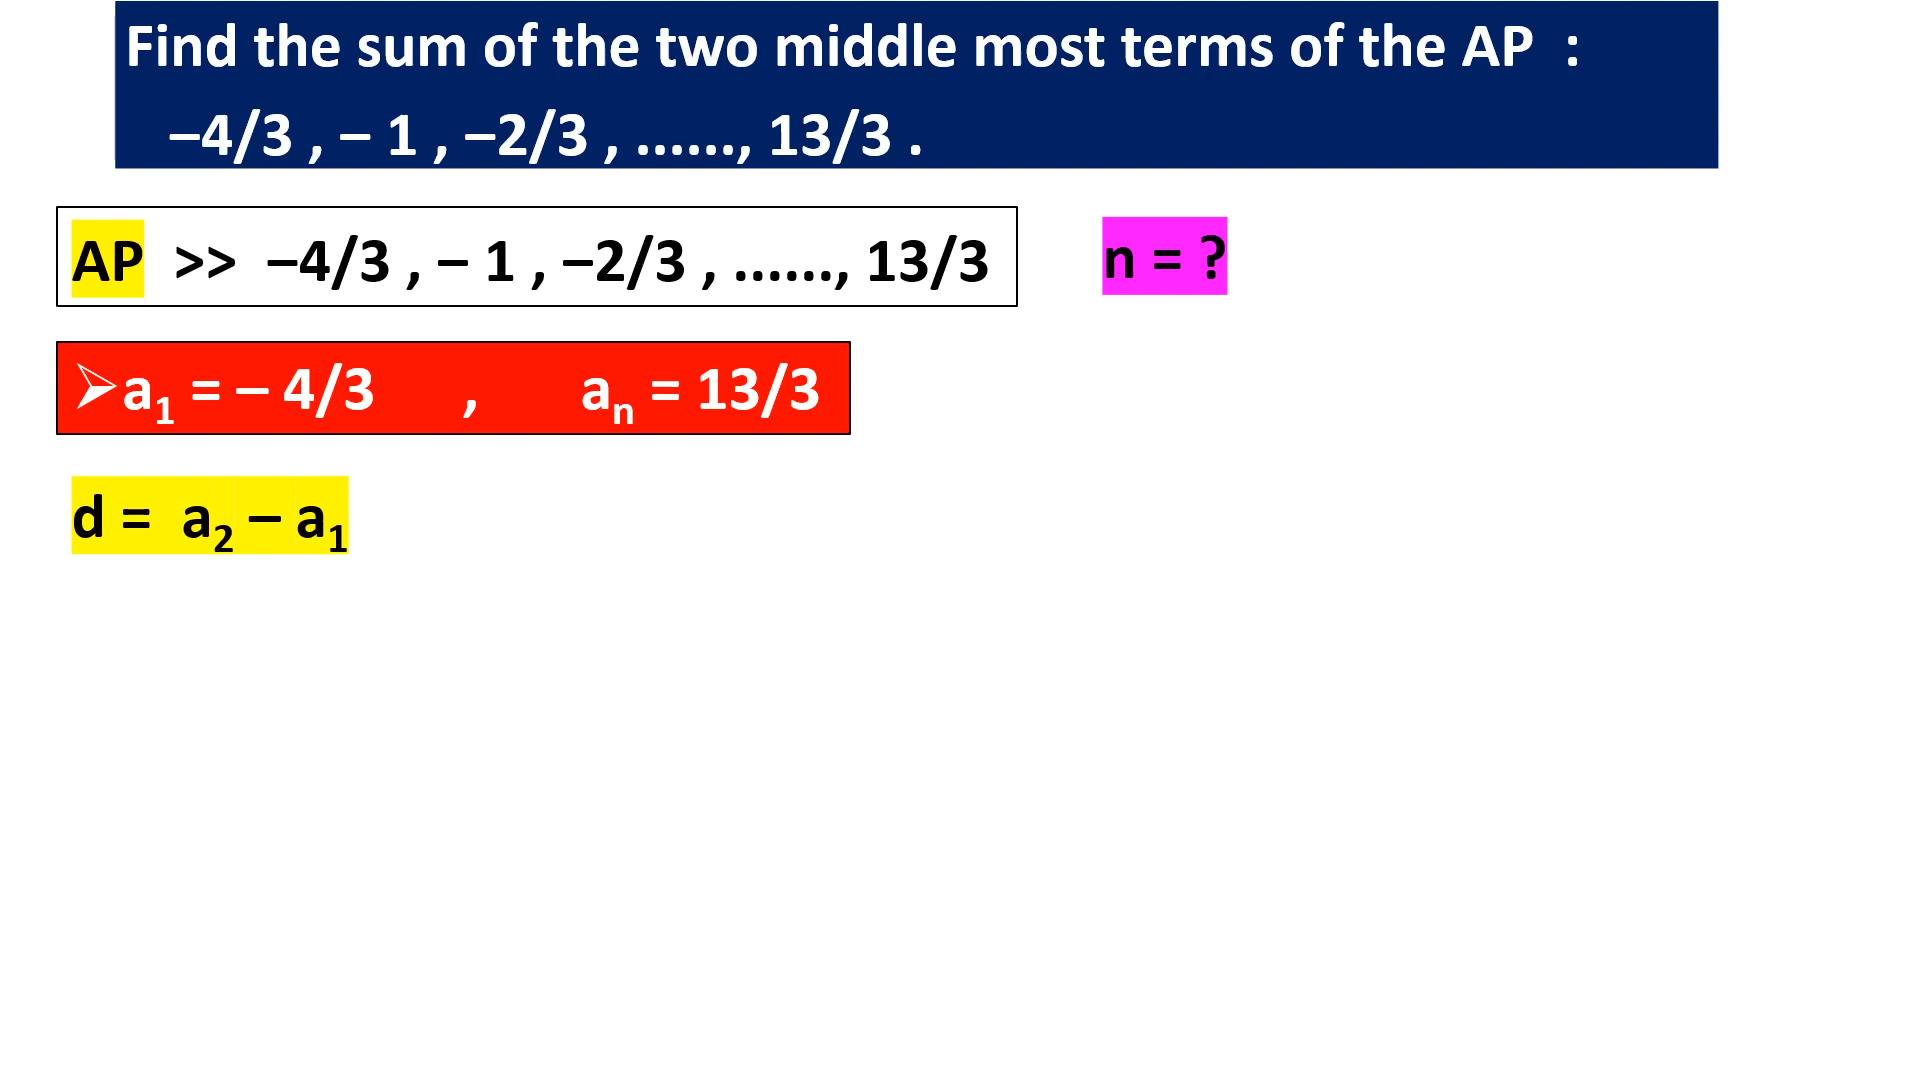 Find the sum of the two middle most terms of the AP :
–4/3 , – 1 , –2/3 , ......, 13/3 .
AP >> –4/3 , – 1 , –2/3 , ......, 13/3
n = ?
➢a₁ = – 4/3 , aₙ = 13/3
d = a₂ – a₁